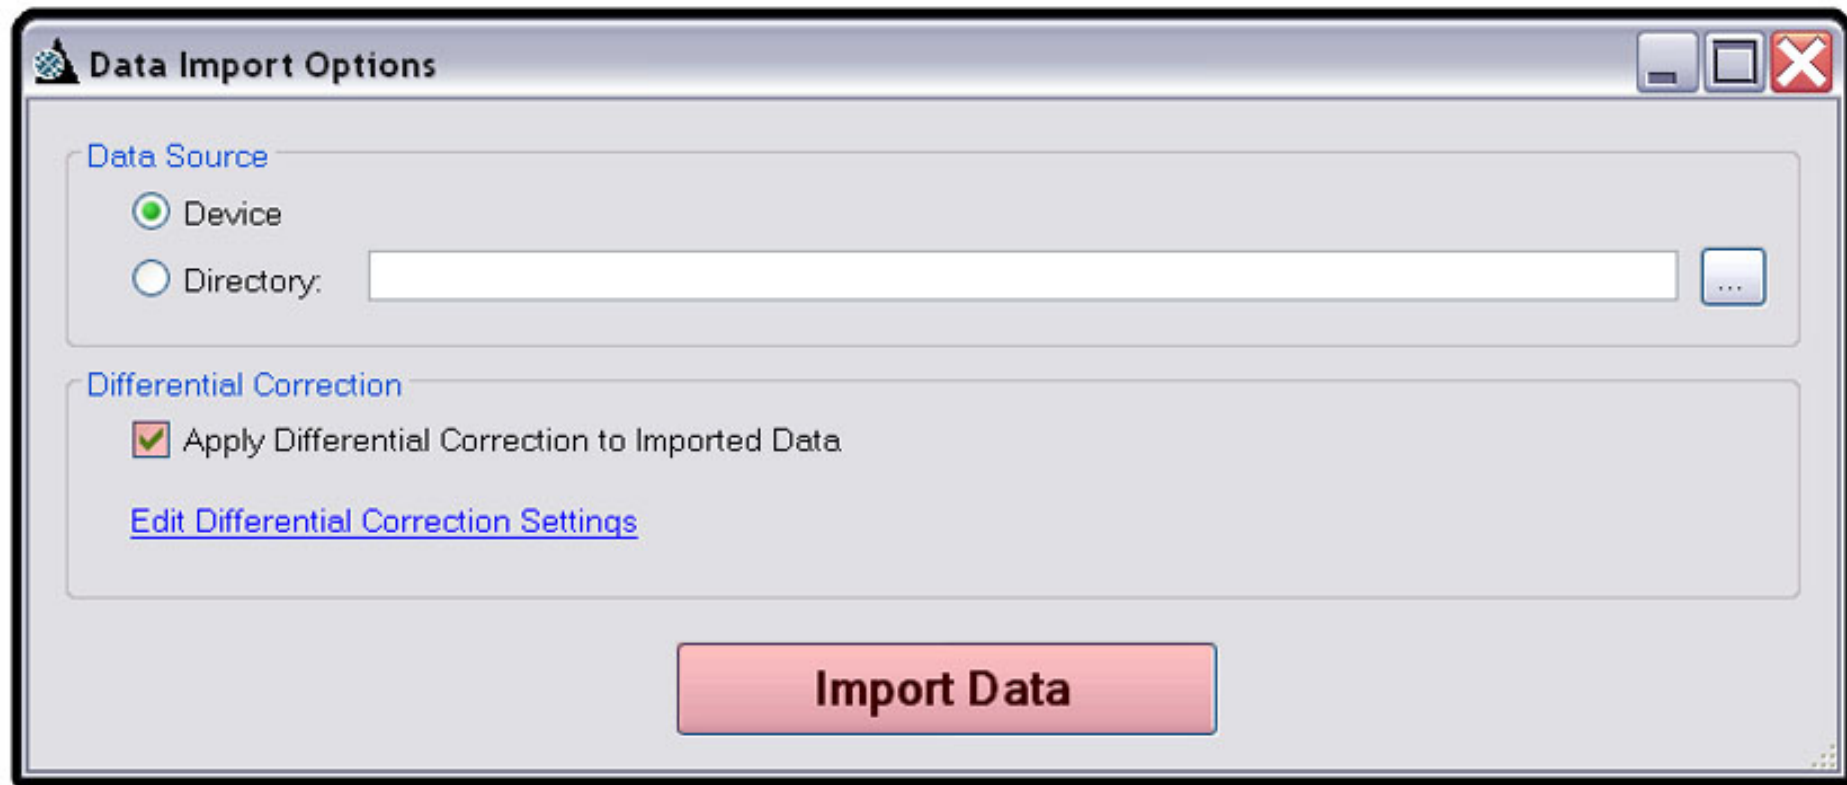 Data Import Options
Data Source
Device
Directory:
...
Differential Correction
Apply Differential Correction to Imported Data
Edit Differential Correction Settings
Import Data